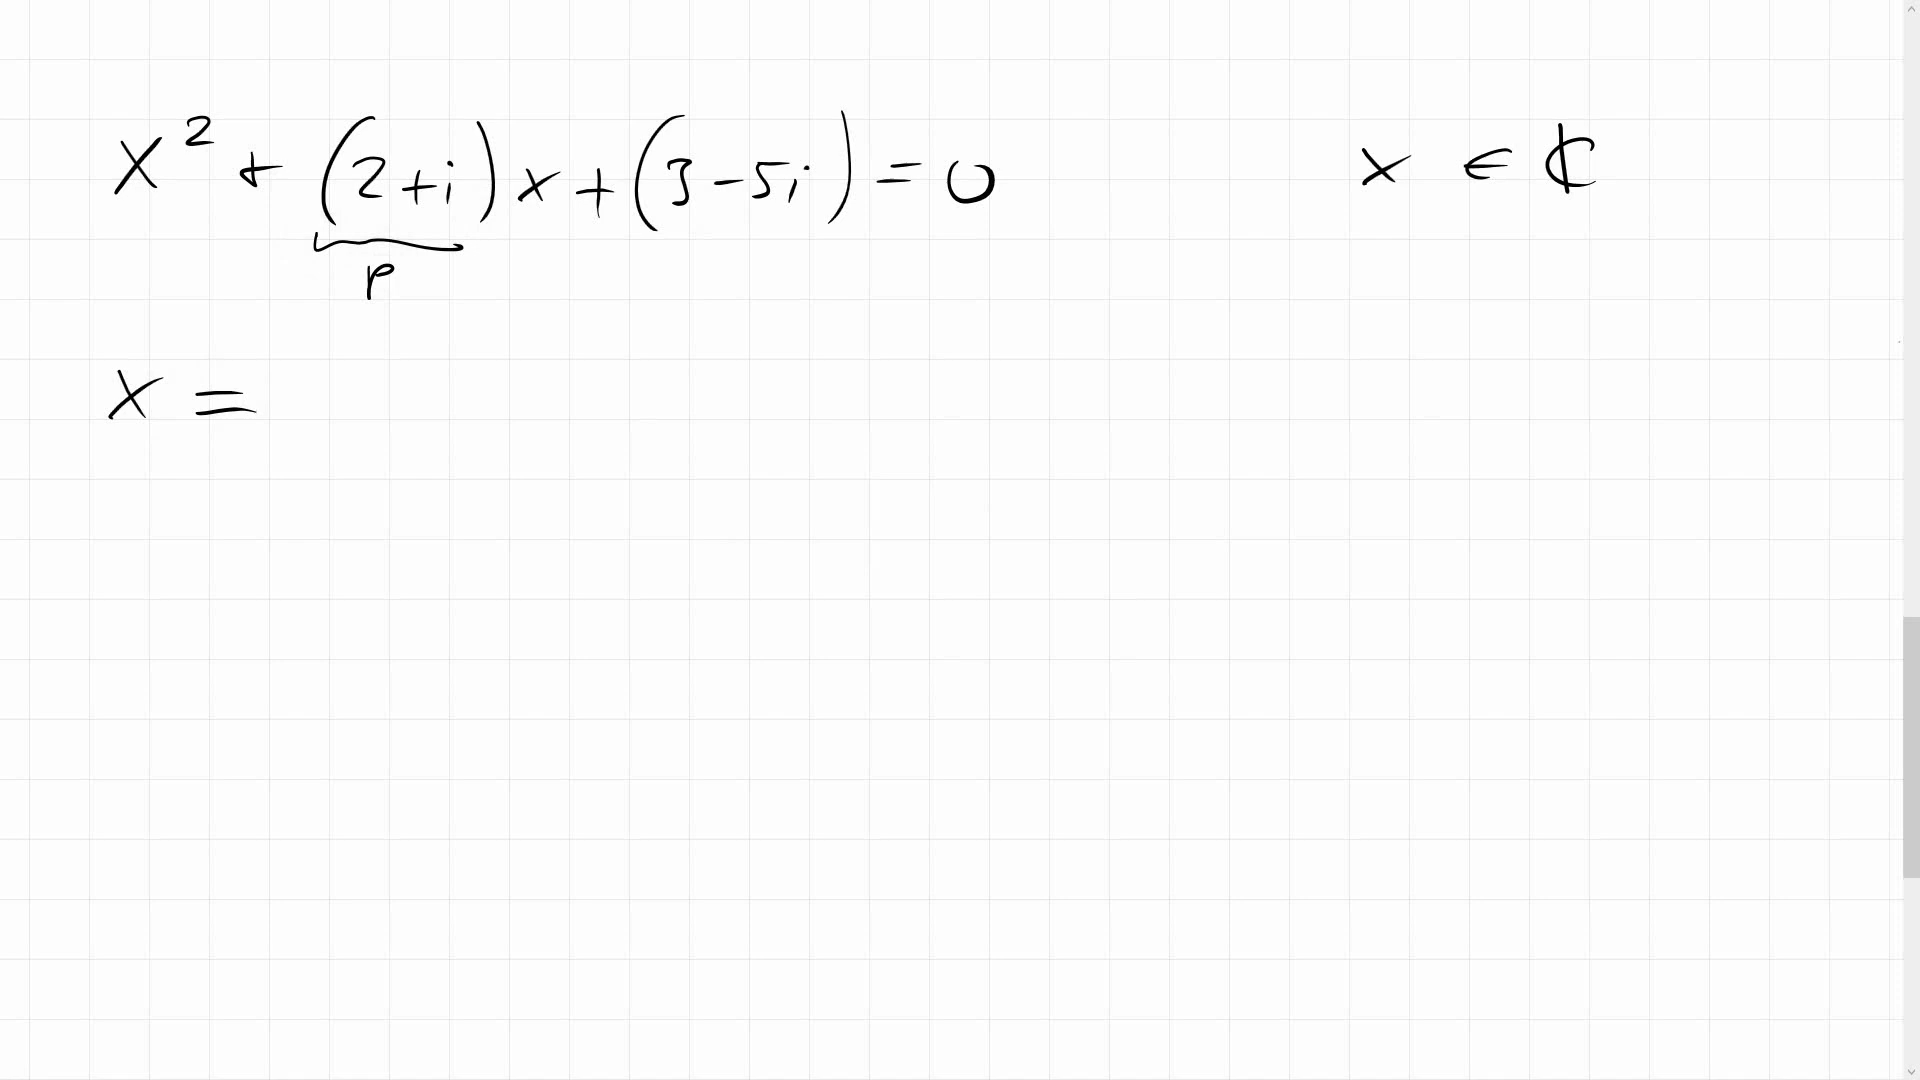 x² + (2+i)x+(3-5i)=0 x ∈ ℂ
p
x =